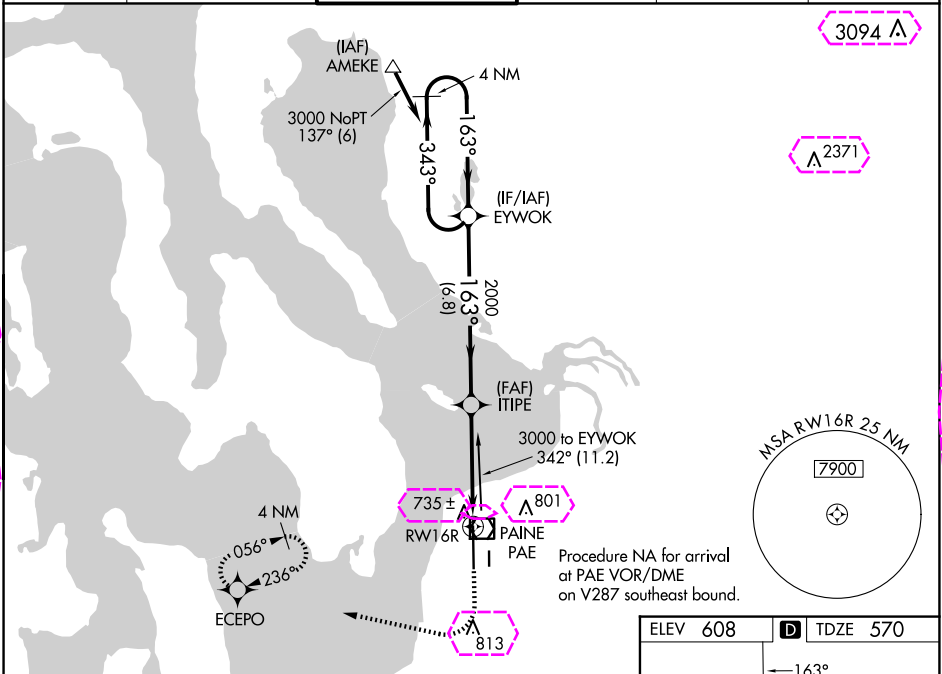 3094
(IAF)
AMEKE
4 NM
3000 NoPT
137° (6)
2371
163°
343°
(IF/IAF)
EYWOK
2000
163°
(6.8)
(FAF)
ITIPE
3000 to EYWOK
342° (11.2)
MSA RW16R 25 NM
7900
735 ±
801
4 NM
RW16R
PAINE
PAE
056°
236°
ECEPO
Procedure NA for arrival
at PAE VOR/DME
on V287 southeast bound.
813
ELEV 608 D TDZE 570
163°